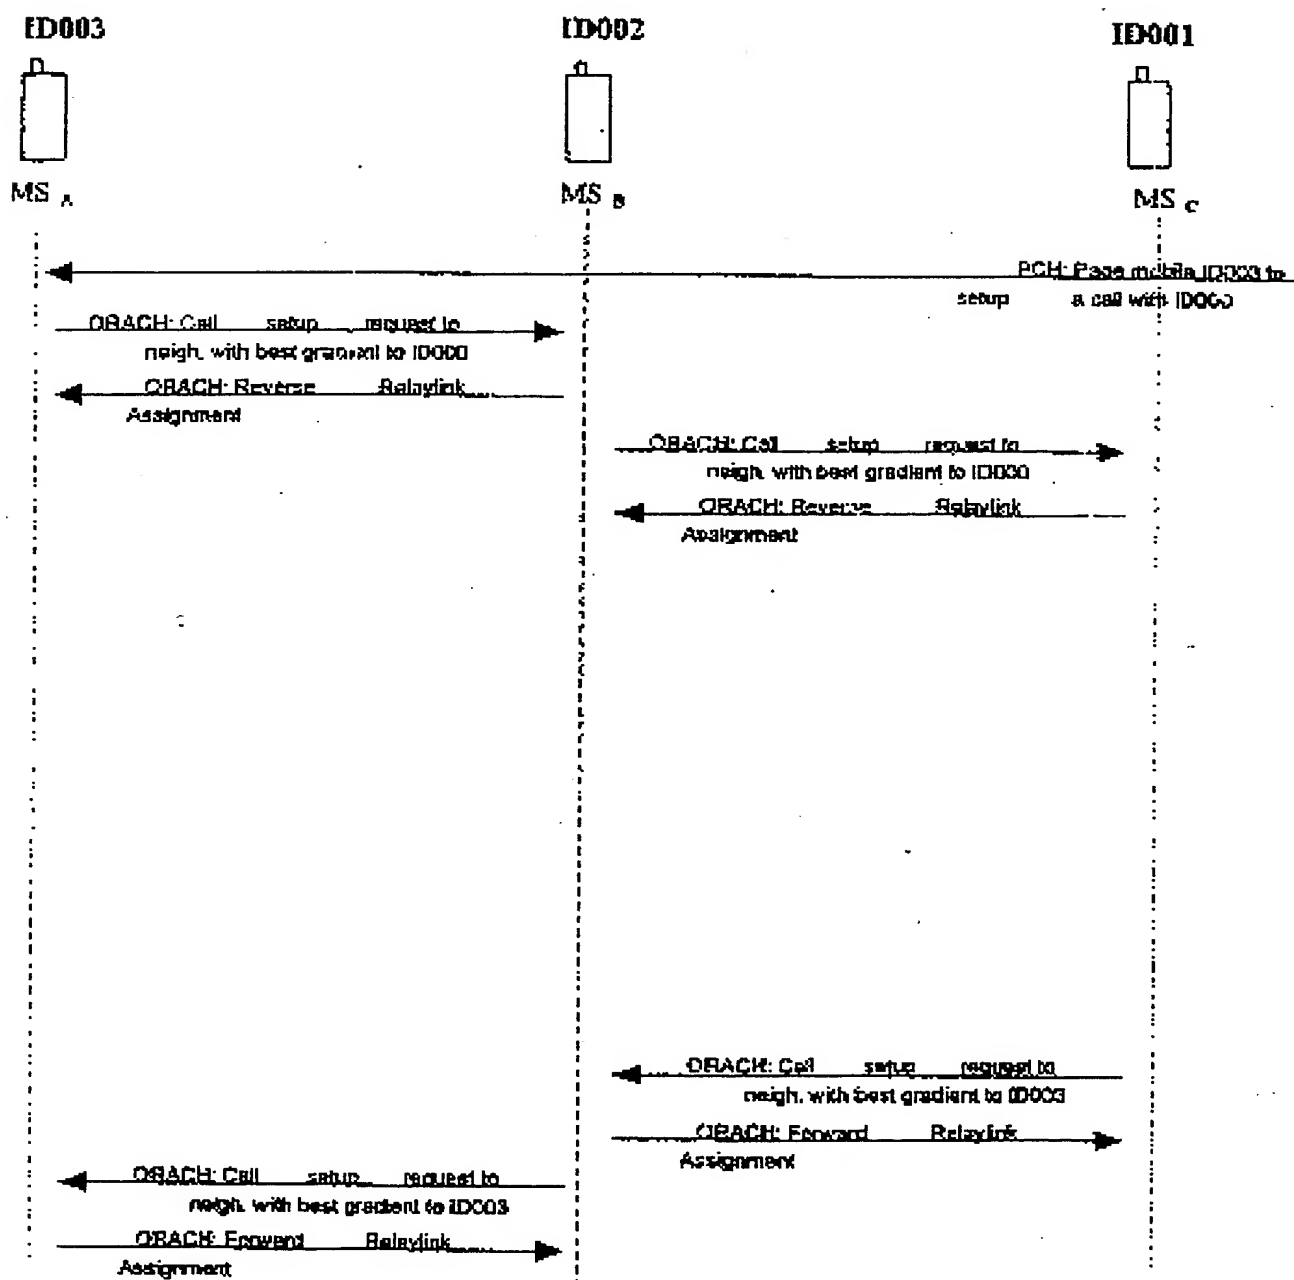 ID003 ID002 ID001
MS A MS B MS C
PCH: Page mobile ID003 to
setup a call with ID000
ORACH: Call setup request to
neigh. with best gradient to ID000
ORACH: Reverse Relaylink
Assignment
ORACH: Call setup request to
neigh. with best gradient to ID000
ORACH: Reverse Relaylink
Assignment
ORACH: Call setup request to
neigh. with best gradient to ID003
ORACH: Forward Relaylink
Assignment
ORACH: Call setup request to
neigh. with best gradient to ID003
ORACH: Forward Relaylink
Assignment